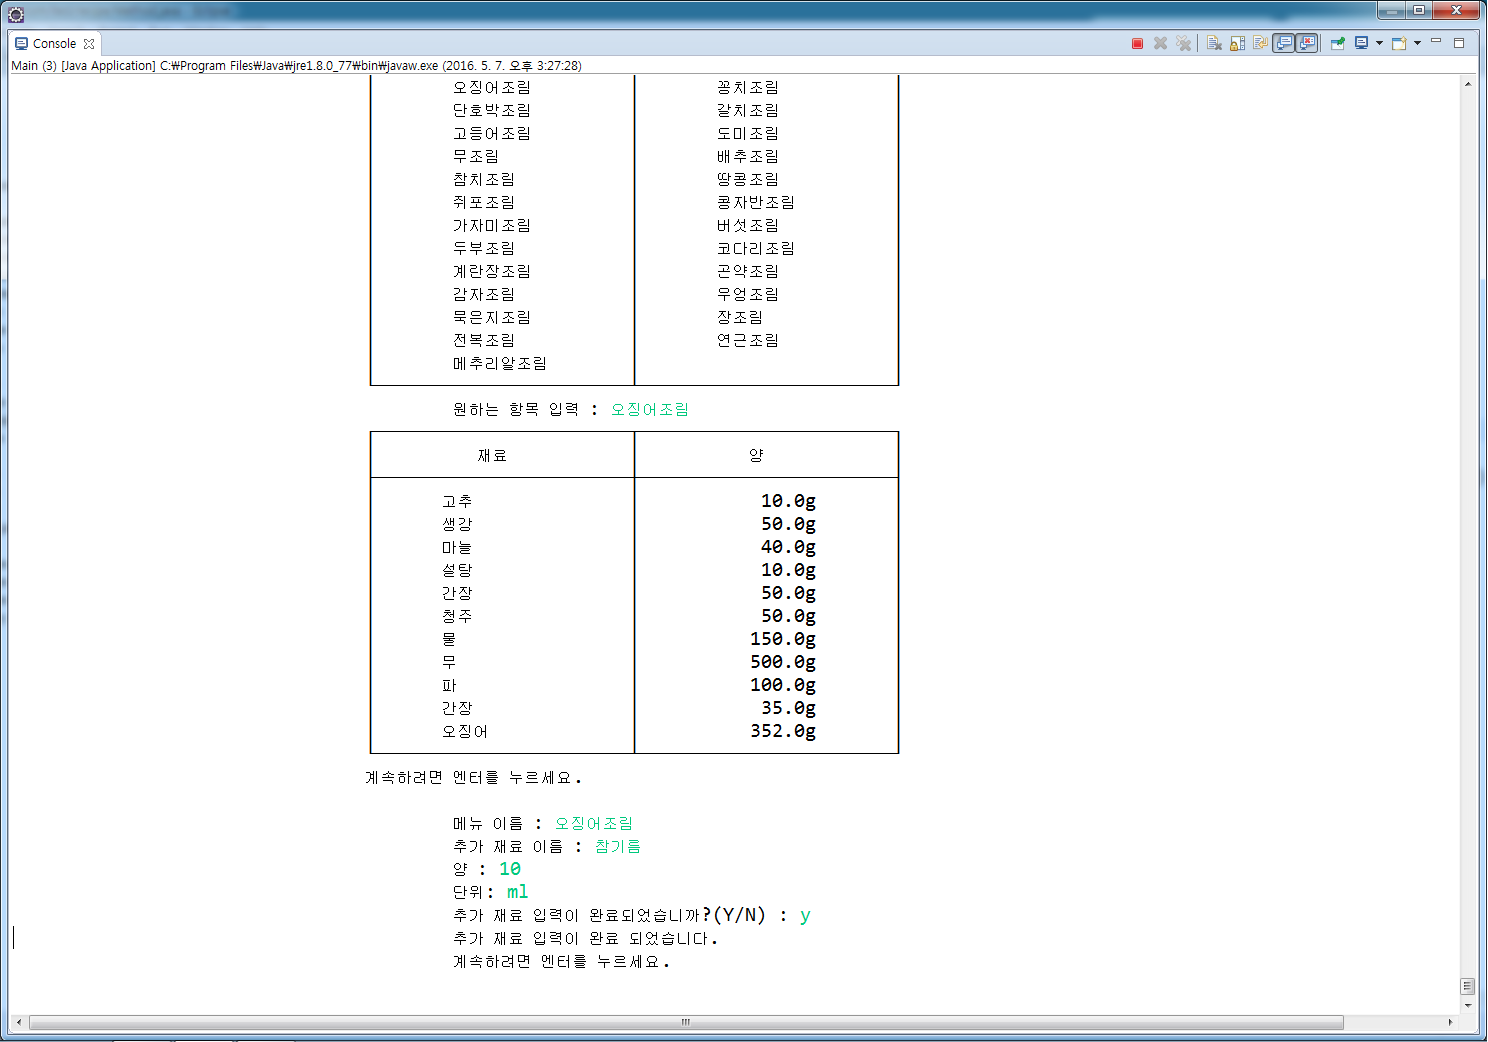 Console
Main (3) [Java Application] C:\Program Files\Java\jre1.8.0_77\bin\javaw.exe (2016. 5. 7. 오후 3:27:28)
오징어조림 꽁치조림
단호박조림 갈치조림
고등어조림 도미조림
무조림 배추조림
참치조림 땅콩조림
쥐포조림 콩자반조림
가자미조림 버섯조림
두부조림 코다리조림
계란장조림 곤약조림
감자조림 우엉조림
묵은지조림 장조림
전복조림 연근조림
메추리알조림
원하는 항목 입력 : 오징어조림
재료 양
고추 10.0g
생강 50.0g
마늘 40.0g
설탕 10.0g
간장 50.0g
청주 50.0g
물 150.0g
무 500.0g
파 100.0g
간장 35.0g
오징어 352.0g
계속하려면 엔터를 누르세요.
메뉴 이름 : 오징어조림
추가 재료 이름 : 참기름
양 : 10
단위: ml
추가 재료 입력이 완료되었습니까?(Y/N) : y
추가 재료 입력이 완료 되었습니다.
계속하려면 엔터를 누르세요.